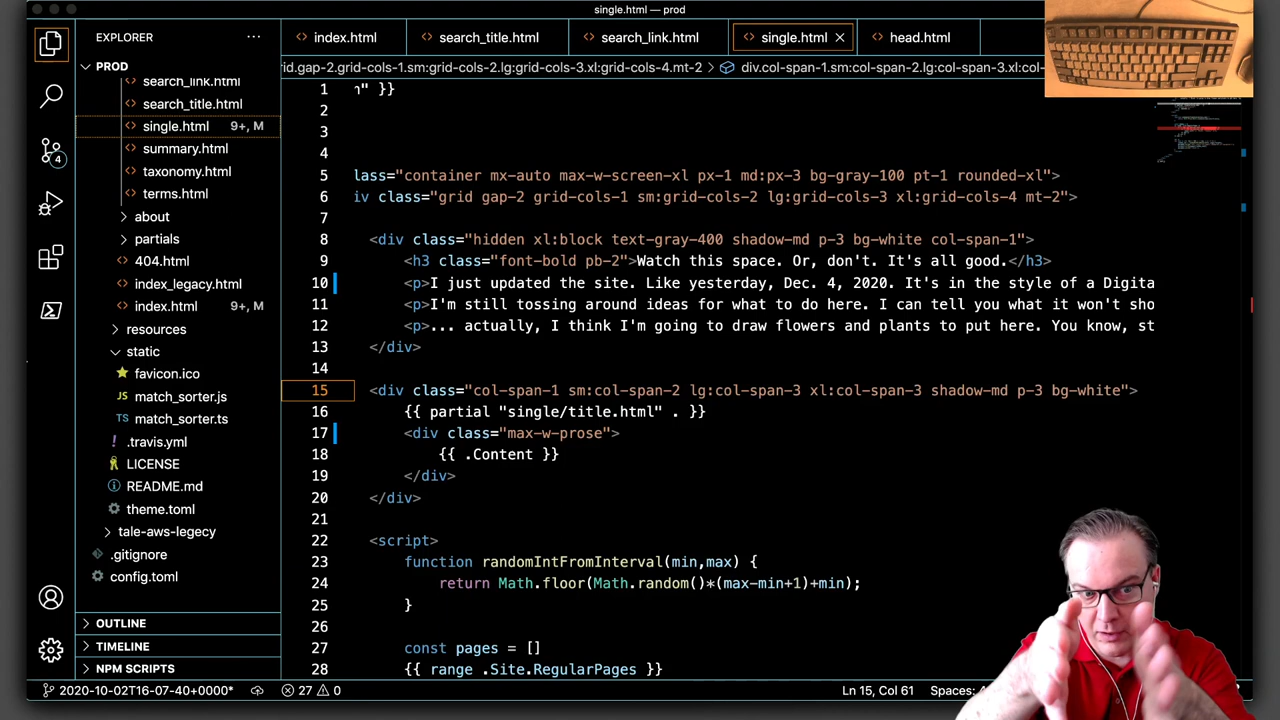 single.html — prod
EXPLORER
index.html
search_title.html
search_link.html
single.html
head.html
PROD
search_link.html
search_title.html
single.html 9+, M
summary.html
taxonomy.html
terms.html
about
partials
404.html
index_legacy.html
index.html 9+, M
resources
static
favicon.ico
JS match_sorter.js
TS match_sorter.ts
.travis.yml
LICENSE
README.md
theme.toml
tale-aws-legacy
.gitignore
config.toml
OUTLINE
TIMELINE
NPM SCRIPTS
4
rid.gap-2.grid-cols-1.sm:grid-cols-2.lg:grid-cols-3.xl:grid-cols-4.mt-2 > div.col-span-1.sm:col-span-2.lg:col-span-3.xl:co
1 " }}
2
3
4
5 lass="container mx-auto max-w-screen-xl px-1 md:px-3 bg-gray-100 pt-1 rounded-xl">
6 iv class="grid gap-2 grid-cols-1 sm:grid-cols-2 lg:grid-cols-3 xl:grid-cols-4 mt-2">
7
8 <div class="hidden xl:block text-gray-400 shadow-md p-3 bg-white col-span-1">
9 <h3 class="font-bold pb-2">Watch this space. Or, don't. It's all good.</h3>
10 <p>I just updated the site. Like yesterday, Dec. 4, 2020. It's in the style of a Digita
11 <p>I'm still tossing around ideas for what to do here. I can tell you what it won't sho
12 <p>... actually, I think I'm going to draw flowers and plants to put here. You know, st
13 </div>
14
15 <div class="col-span-1 sm:col-span-2 lg:col-span-3 xl:col-span-3 shadow-md p-3 bg-white">
16 {{ partial "single/title.html" . }}
17 <div class="max-w-prose">
18 {{ .Content }}
19 </div>
20 </div>
21
22 <script>
23 function randomIntFromInterval(min,max) {
24 return Math.floor(Math.random()*(max-min+1)+min);
25 }
26
27 const pages = []
28 {{ range .Site.RegularPages }}
2020-10-02T16-07-40+0000* 27 0 Ln 15, Col 61 Spaces: